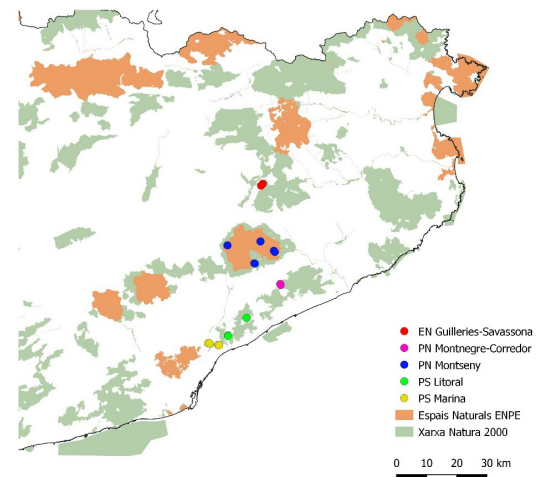 EN Guilleries-Savassona
PN Montnegre-Corredor
PN Montseny
PS Litoral
PS Marina
Espais Naturals ENPE
Xarxa Natura 2000
0 10 20 30 km